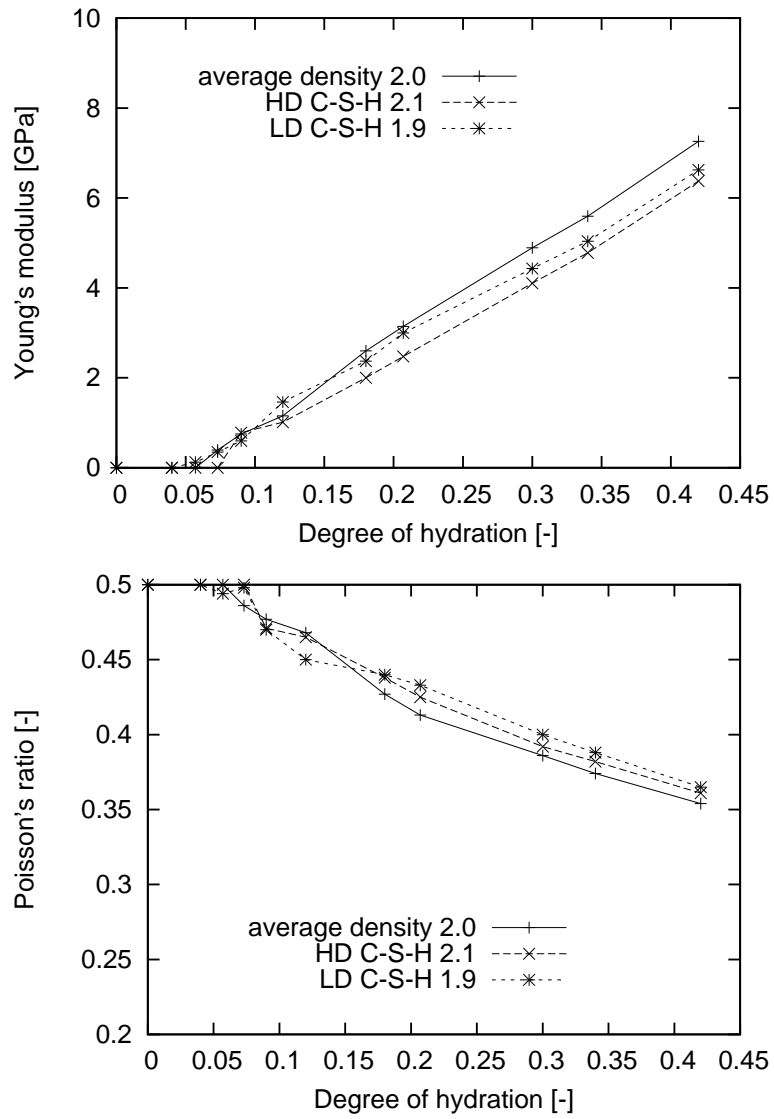 10
8
6
4
2
0
Young's modulus [GPa]
average density 2.0
HD C-S-H 2.1
LD C-S-H 1.9
0 0.05 0.1 0.15 0.2 0.25 0.3 0.35 0.4 0.45
Degree of hydration [-]
0.5
0.45
0.4
0.35
0.3
0.25
0.2
Poisson's ratio [-]
average density 2.0
HD C-S-H 2.1
LD C-S-H 1.9
0 0.05 0.1 0.15 0.2 0.25 0.3 0.35 0.4 0.45
Degree of hydration [-]